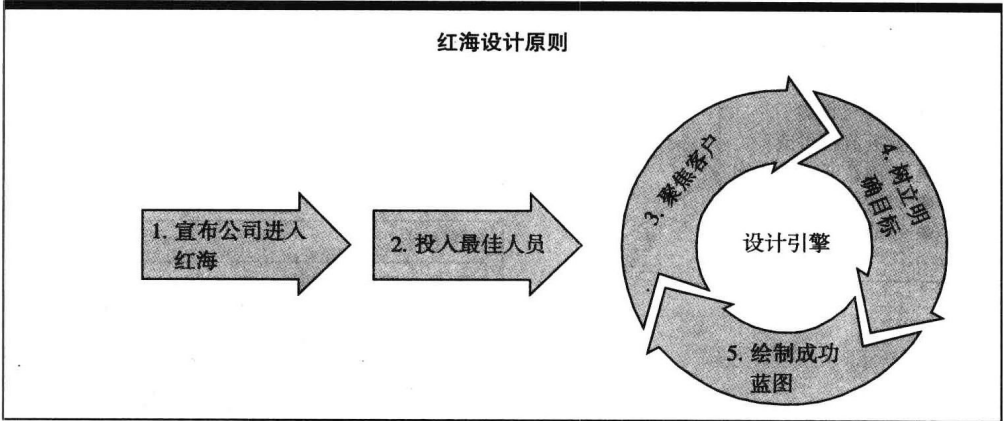 红海设计原则
1. 宣布公司进入
红海
2. 投入最佳人员
3. 聚焦客户
4. 树立明
确目标
设计引擎
5. 绘制成功
蓝图